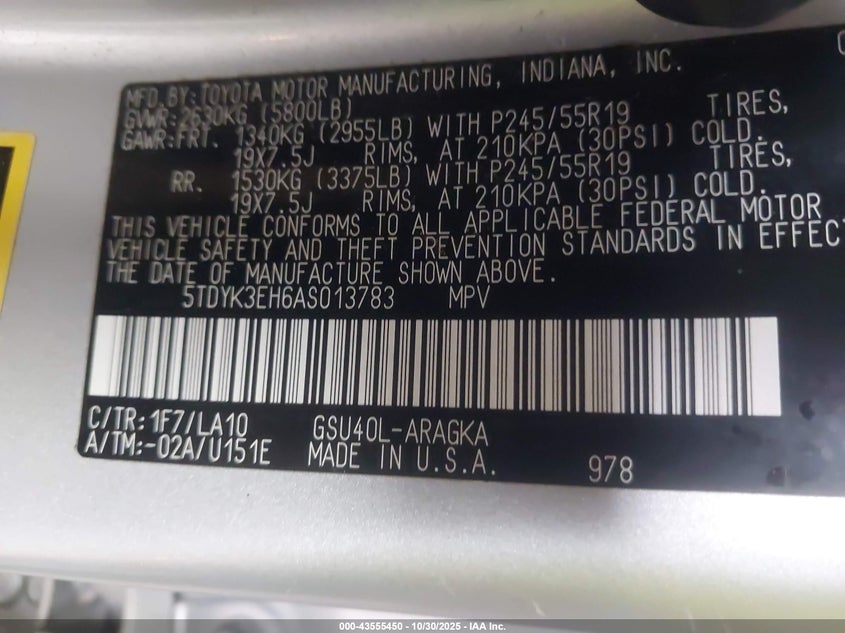 MFD.BY:TOYOTA MOTOR MANUFACTURING, INDIANA, INC.
GVWR:2630KG (5800LB)
GAWR:FRT. 1340KG (2955LB) WITH P245/55R19 TIRES,
19X7.5J RIMS, AT 210KPA (30PSI) COLD.
RR. 1530KG (3375LB) WITH P245/55R19 TIRES,
19X7.5J RIMS, AT 210KPA (30PSI) COLD.
THIS VEHICLE CONFORMS TO ALL APPLICABLE FEDERAL MOTOR
VEHICLE SAFETY AND THEFT PREVENTION STANDARDS IN EFFEC
THE DATE OF MANUFACTURE SHOWN ABOVE.
5TDYK3EH6AS013783 MPV
C/TR:1F7/LA10 GSU40L-ARAGKA
A/TM:-02A/U151E MADE IN U.S.A. 978
000-43555450 - 10/30/2025 - IAA Inc.